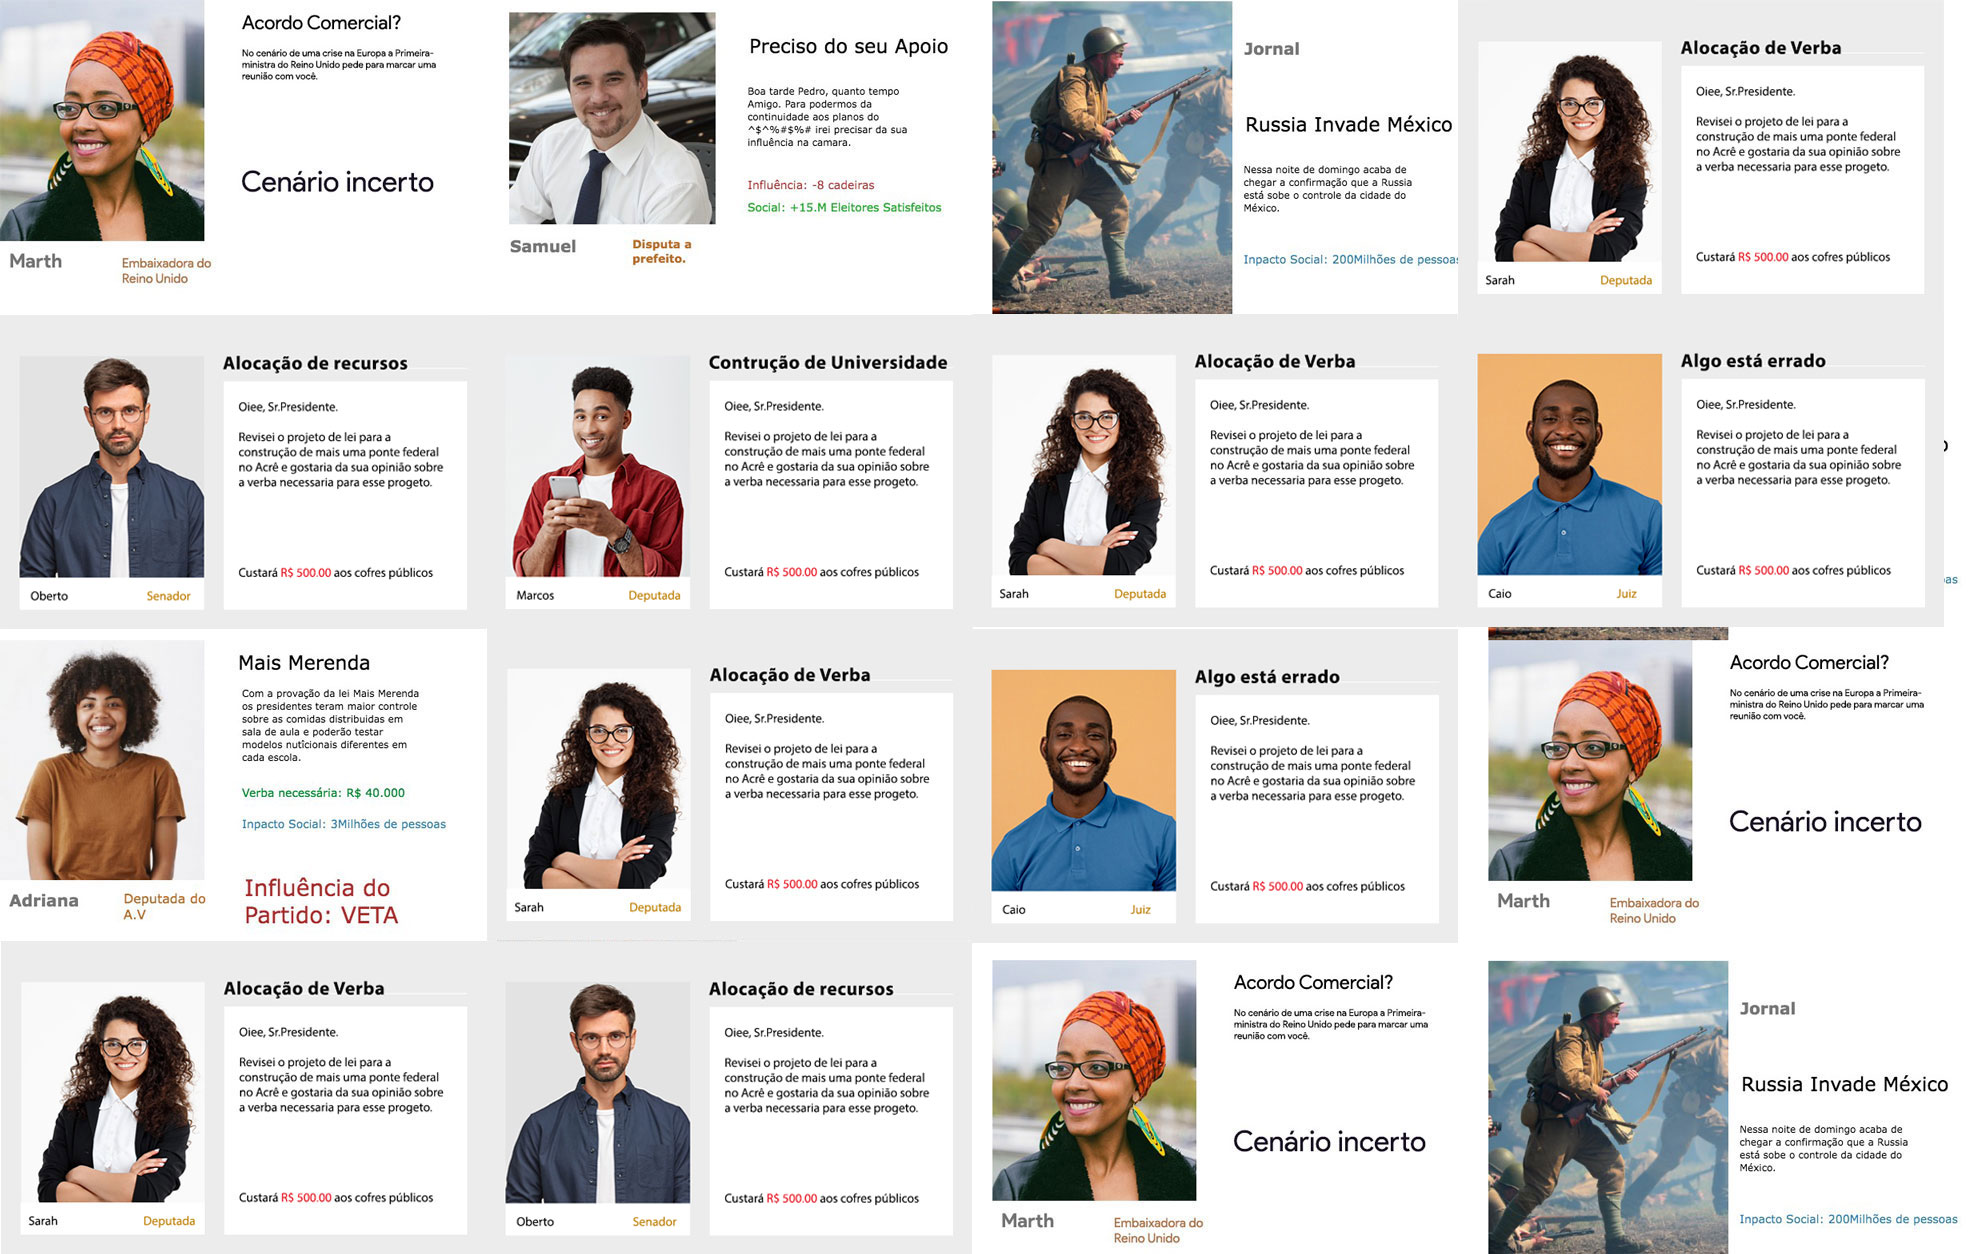 Acordo Comercial?
No cenário de uma crise na Europa a Primeira-
ministra do Reino Unido pede para marcar uma
reunião com você.
Cenário incerto
Marth
Embaixadora do
Reino Unido
Preciso do seu Apoio
Boa tarde Pedro, quanto tempo
Amigo. Para podermos da
continuidade aos planos do
^$^%#$%# irei precisar da sua
influência na camara.
Influência: -8 cadeiras
Social: +15.M Eleitores Satisfeitos
Samuel
Disputa a
prefeito.
Jornal
Russia Invade México
Nessa noite de domingo acaba de
chegar a confirmação que a Russia
está sobe o controle da cidade do
México.
Inpacto Social: 200Milhões de pessoas
Alocação de Verba
Oiee, Sr.Presidente.
Revisei o projeto de lei para a
construção de mais uma ponte federal
no Acrê e gostaria da sua opinião sobre
a verba necessaria para esse progeto.
Custará R$ 500.00 aos cofres públicos
Sarah
Deputada
Alocação de recursos
Oiee, Sr.Presidente.
Revisei o projeto de lei para a
construção de mais uma ponte federal
no Acrê e gostaria da sua opinião sobre
a verba necessaria para esse progeto.
Custará R$ 500.00 aos cofres públicos
Oberto
Senador
Contrução de Universidade
Oiee, Sr.Presidente.
Revisei o projeto de lei para a
construção de mais uma ponte federal
no Acrê e gostaria da sua opinião sobre
a verba necessaria para esse progeto.
Custará R$ 500.00 aos cofres públicos
Marcos
Deputada
Alocação de Verba
Oiee, Sr.Presidente.
Revisei o projeto de lei para a
construção de mais uma ponte federal
no Acrê e gostaria da sua opinião sobre
a verba necessaria para esse progeto.
Custará R$ 500.00 aos cofres públicos
Sarah
Deputada
Algo está errado
Oiee, Sr.Presidente.
Revisei o projeto de lei para a
construção de mais uma ponte federal
no Acrê e gostaria da sua opinião sobre
a verba necessaria para esse progeto.
Custará R$ 500.00 aos cofres públicos
Caio
Juiz
Mais Merenda
Com a provação da lei Mais Merenda
os presidentes teram maior controle
sobre as comidas distribuidas em
sala de aula e poderão testar
modelos nutîcionais diferentes em
cada escola.
Verba necessária: R$ 40.000
Inpacto Social: 3Milhões de pessoas
Influência do
Partido: VETA
Adriana
Deputada do
A.V
Alocação de Verba
Oiee, Sr.Presidente.
Revisei o projeto de lei para a
construção de mais uma ponte federal
no Acrê e gostaria da sua opinião sobre
a verba necessaria para esse progeto.
Custará R$ 500.00 aos cofres públicos
Sarah
Deputada
Algo está errado
Oiee, Sr.Presidente.
Revisei o projeto de lei para a
construção de mais uma ponte federal
no Acrê e gostaria da sua opinião sobre
a verba necessaria para esse progeto.
Custará R$ 500.00 aos cofres públicos
Caio
Juiz
Acordo Comercial?
No cenário de uma crise na Europa a Primeira-
ministra do Reino Unido pede para marcar uma
reunião com você.
Cenário incerto
Marth
Embaixadora do
Reino Unido
Alocação de Verba
Oiee, Sr.Presidente.
Revisei o projeto de lei para a
construção de mais uma ponte federal
no Acrê e gostaria da sua opinião sobre
a verba necessaria para esse progeto.
Custará R$ 500.00 aos cofres públicos
Sarah
Deputada
Alocação de recursos
Oiee, Sr.Presidente.
Revisei o projeto de lei para a
construção de mais uma ponte federal
no Acrê e gostaria da sua opinião sobre
a verba necessaria para esse progeto.
Custará R$ 500.00 aos cofres públicos
Oberto
Senador
Acordo Comercial?
No cenário de uma crise na Europa a Primeira-
ministra do Reino Unido pede para marcar uma
reunião com você.
Cenário incerto
Marth
Embaixadora do
Reino Unido
Jornal
Russia Invade México
Nessa noite de domingo acaba de
chegar a confirmação que a Russia
está sobe o controle da cidade do
México.
Inpacto Social: 200Milhões de pessoas